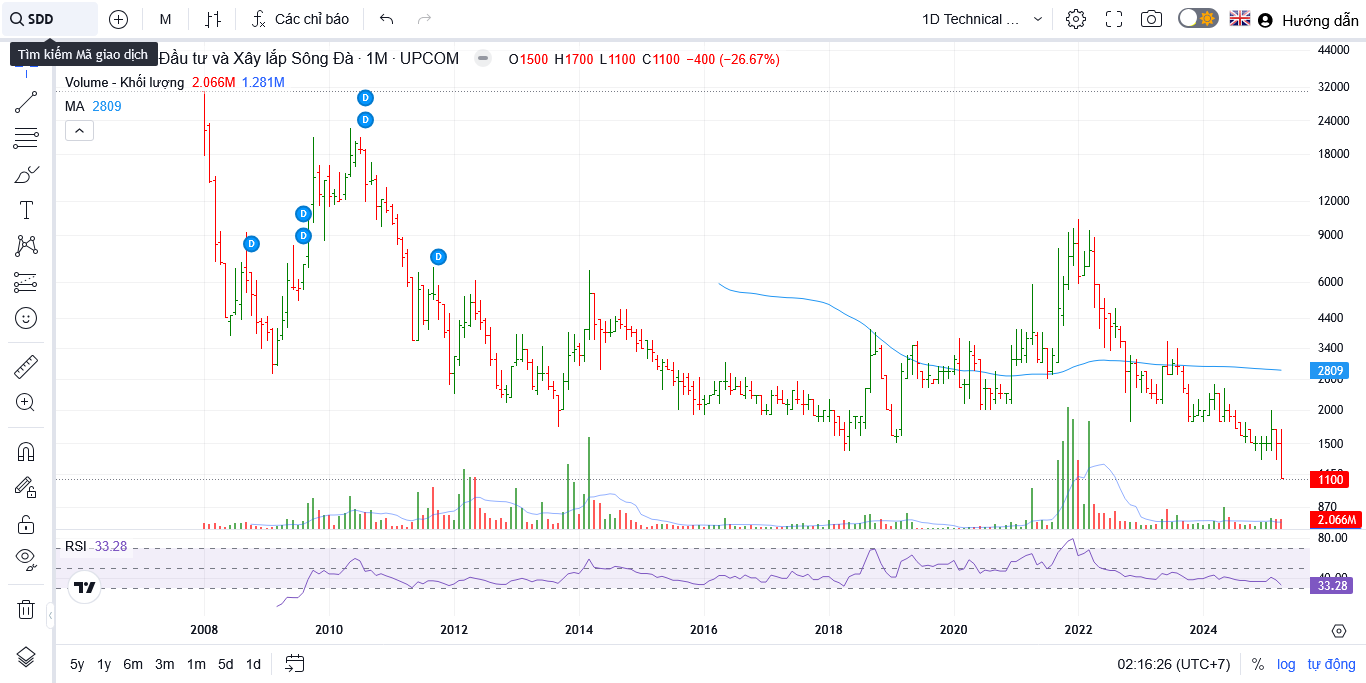 SDD M Các chỉ báo 1D Technical ... Hướng dẫn
Tìm kiếm Mã giao dịch Đầu tư và Xây lắp Sông Đà · 1M · UPCOM O1500 H1700 L1100 C1100 −400 (−26.67%)
Volume - Khối lượng 2.066M 1.281M
MA 2809
D
D
D
D
D
D
44000
32000
24000
18000
12000
9000
6000
4400
3400
2809
2000
1500
1100
870
2.066M
RSI 33.28
80.00
40.00
33.28
2008 2010 2012 2014 2016 2018 2020 2022 2024
5y 1y 6m 3m 1m 5d 1d 02:16:26 (UTC+7) % log tự động